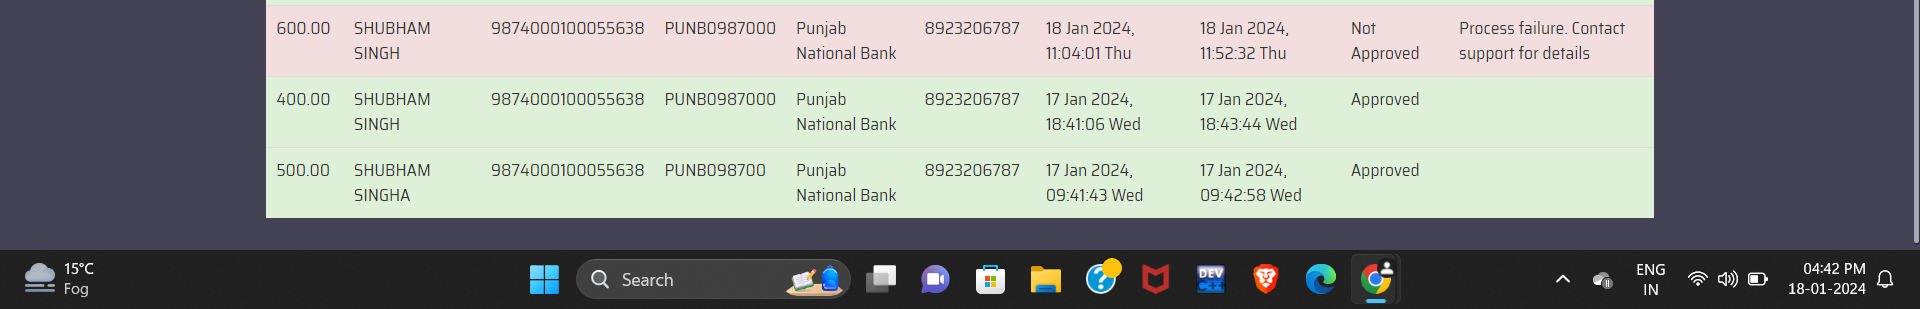 600.00 SHUBHAM 9874000100055638 PUNB0987000 Punjab 8923206787 18 Jan 2024, 18 Jan 2024, Not Process failure. Contact
SINGH National Bank 11:04:01 Thu 11:52:32 Thu Approved support for details
400.00 SHUBHAM 9874000100055638 PUNB0987000 Punjab 8923206787 17 Jan 2024, 17 Jan 2024, Approved
SINGH National Bank 18:41:06 Wed 18:43:44 Wed
500.00 SHUBHAM 9874000100055638 PUNB098700 Punjab 8923206787 17 Jan 2024, 17 Jan 2024, Approved
SINGHA National Bank 09:41:43 Wed 09:42:58 Wed
15°C
Fog
Search
DEV
C++
ENG
IN
04:42 PM
18-01-2024